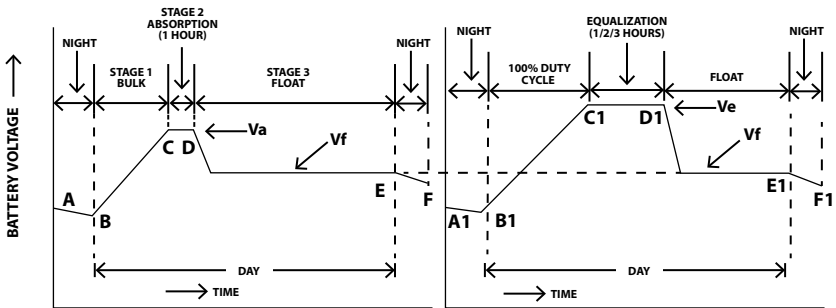 BATTERY VOLTAGE
NIGHT
STAGE 1
BULK
STAGE 2
ABSORPTION
(1 HOUR)
STAGE 3
FLOAT
NIGHT
Va
Vf
A
B
C
D
E
F
DAY
TIME
NIGHT
100% DUTY
CYCLE
EQUALIZATION
(1/2/3 HOURS)
FLOAT
NIGHT
Ve
Vf
A1
B1
C1
D1
E1
F1
DAY
TIME